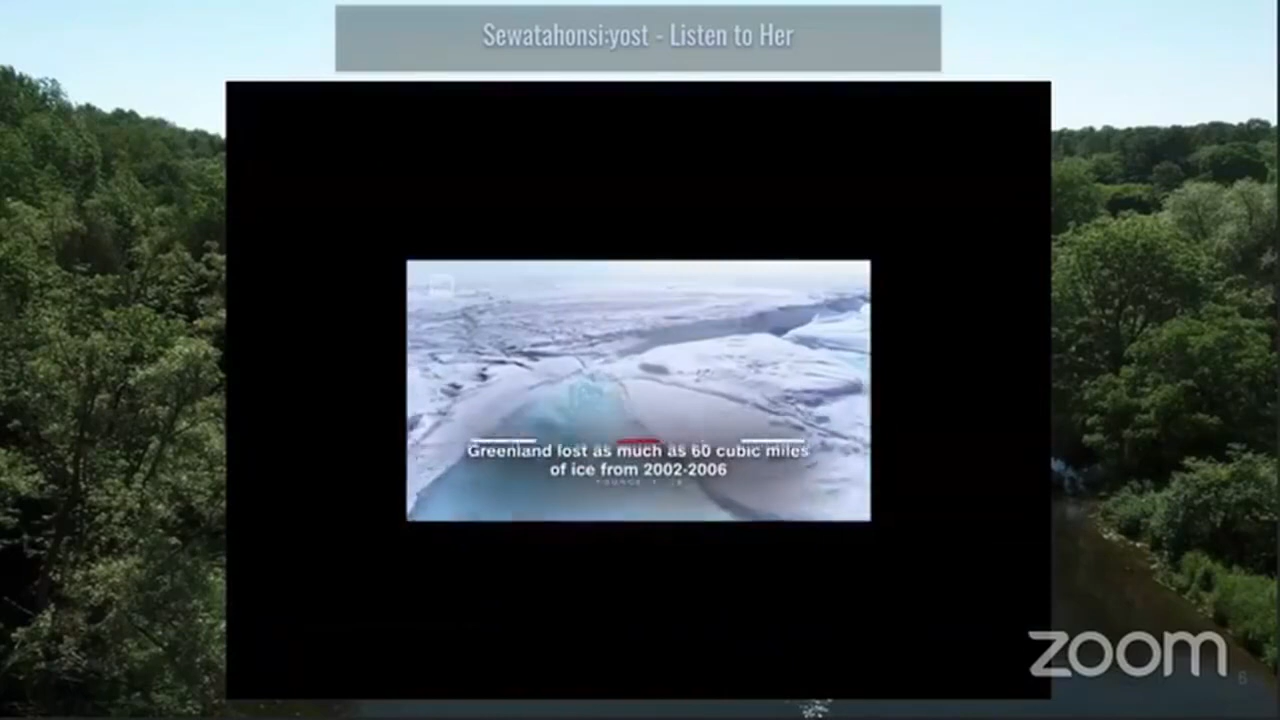 Sewatahonsi:yost - Listen to Her
Greenland lost as much as 60 cubic miles
of ice from 2002-2006
zoom
6